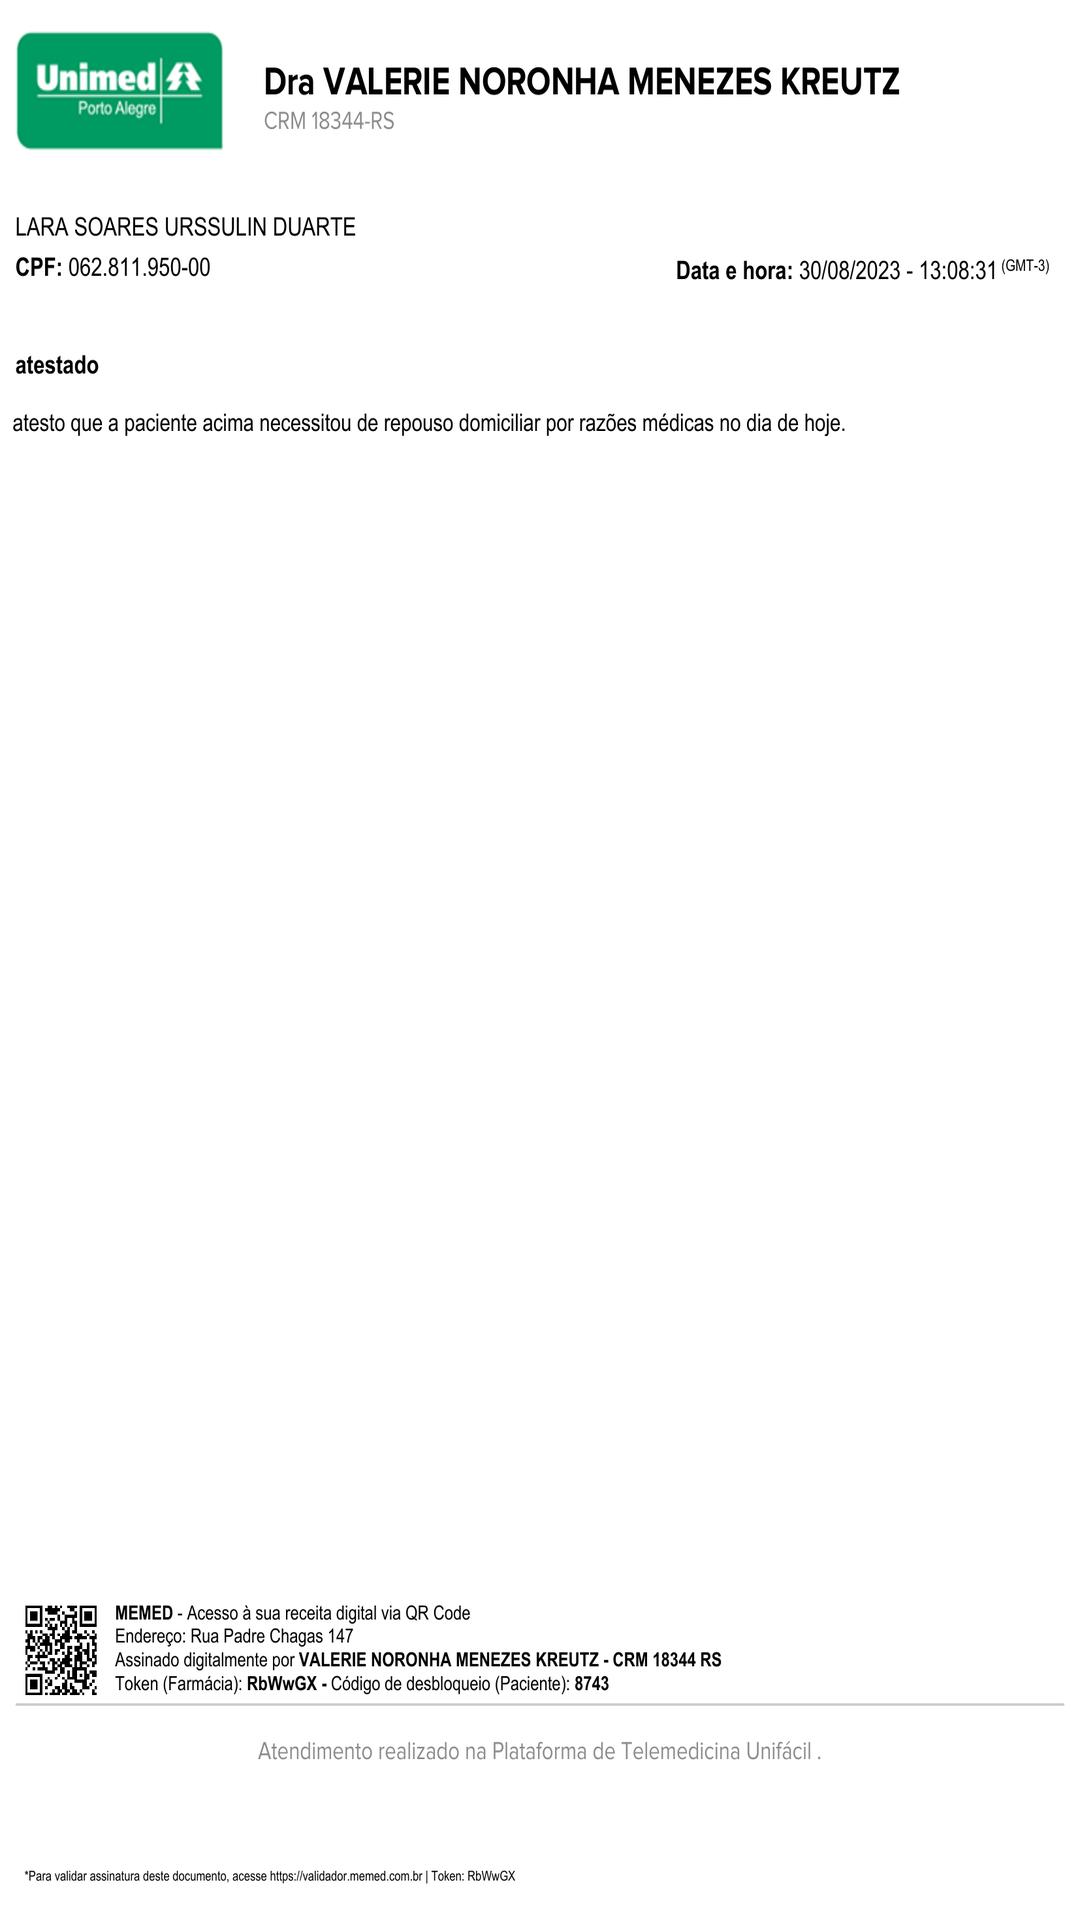 Unimed
Porto Alegre
Dra VALERIE NORONHA MENEZES KREUTZ
CRM 18344-RS
LARA SOARES URSSULIN DUARTE
CPF: 062.811.950-00
Data e hora: 30/08/2023 - 13:08:31 (GMT-3)
atestado
atesto que a paciente acima necessitou de repouso domiciliar por razões médicas no dia de hoje.
MEMED - Acesso à sua receita digital via QR Code
Endereço: Rua Padre Chagas 147
Assinado digitalmente por VALERIE NORONHA MENEZES KREUTZ - CRM 18344 RS
Token (Farmácia): RbWwGX - Código de desbloqueio (Paciente): 8743
Atendimento realizado na Plataforma de Telemedicina Unifácil .
*Para validar assinatura deste documento, acesse https://validador.memed.com.br | Token: RbWwGX